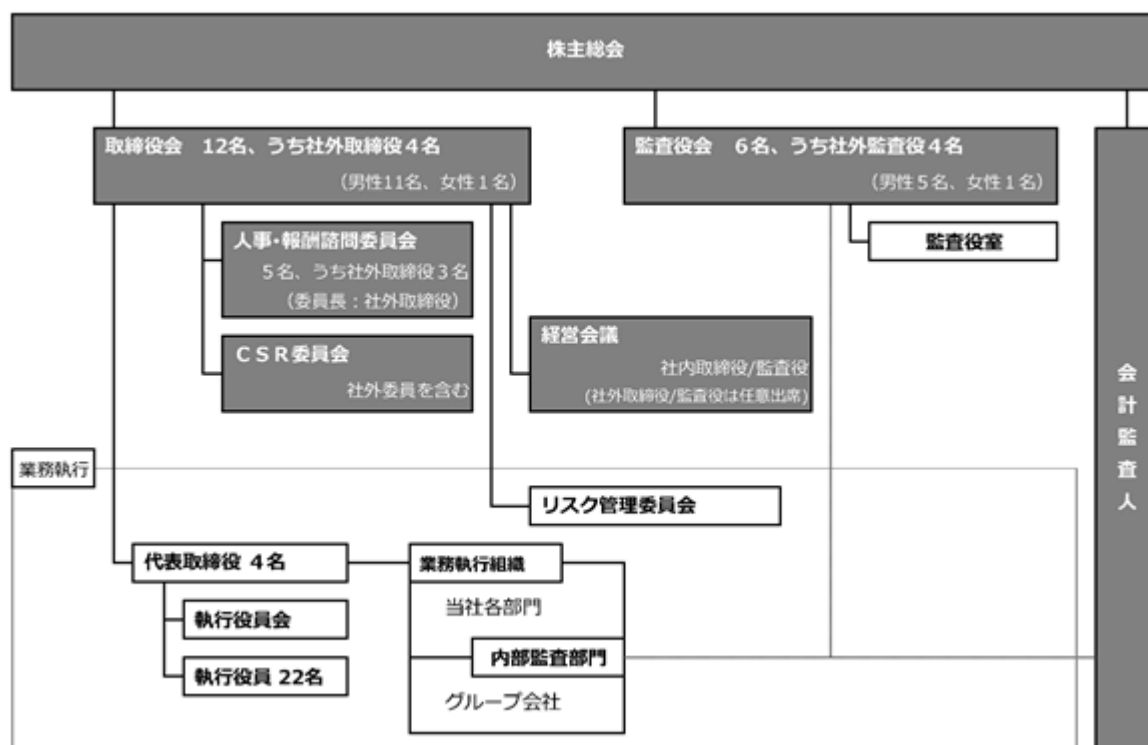 株主総会
取締役会 12名、うち社外取締役4名
(男性11名、女性1名)
監査役会 6名、うち社外監査役4名
(男性5名、女性1名)
監査役室
人事・報酬諮問委員会
5名、うち社外取締役3名
(委員長:社外取締役)
CSR委員会
社外委員を含む
経営会議
社内取締役/監査役
(社外取締役/監査役は任意出席)
会計監査人
業務執行
リスク管理委員会
代表取締役 4名
執行役員会
執行役員 22名
業務執行組織
当社各部門
内部監査部門
グループ会社